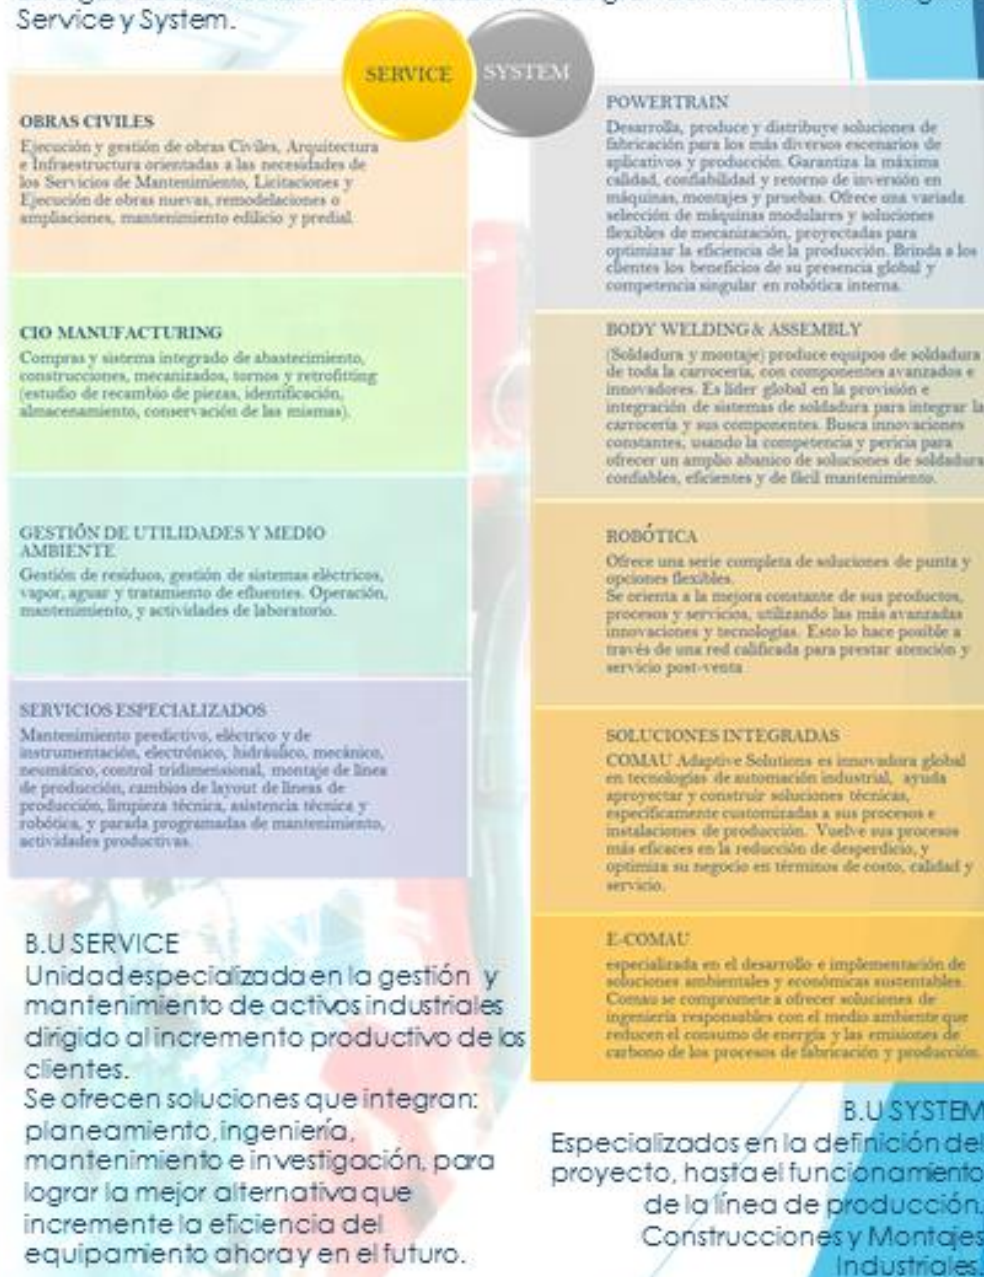 Service y System.
SERVICE
SYSTEM
OBRAS CIVILES
Ejecución y gestión de obras Civiles, Arquitectura
e Infraestructura orientadas a las necesidades de
los Servicios de Mantenimiento, Licitaciones y
Ejecución de obras nuevas, remodelaciones o
ampliaciones, mantenimiento edilicio y predial.
CIO MANUFACTURING
Compras y sistema integrado de abastecimiento,
construcciones, mecanizados, tornos y retrofitting
(estudio de recambio de piezas, identificación,
almacenamiento, conservación de las mismas).
GESTIÓN DE UTILIDADES Y MEDIO
AMBIENTE
Gestión de residuos, gestión de sistemas eléctricos,
vapor, aguar y tratamiento de efluentes. Operación,
mantenimiento, y actividades de laboratorio.
SERVICIOS ESPECIALIZADOS
Mantenimiento predictivo, eléctrico y de
instrumentación, electrónico, hidráulico, mecánico,
neumático, control tridimensional, montaje de línea
de producción, cambios de layout de líneas de
producción, limpieza técnica, asistencia técnica y
robótica, y parada programadas de mantenimiento,
actividades productivas.
B.U SERVICE
Unidad especializada en la gestión y
mantenimiento de activos industriales
dirigido al incremento productivo de los
clientes.
Se ofrecen soluciones que integran:
planeamiento, ingeniería,
mantenimiento e investigación, para
lograr la mejor alternativa que
incremente la eficiencia del
equipamiento ahora y en el futuro.
POWERTRAIN
Desarrolla, produce y distribuye soluciones de
fabricación para los más diversos escenarios de
aplicativos y producción. Garantiza la máxima
calidad, confiabilidad y retorno de inversión en
máquinas, montajes y pruebas. Ofrece una variada
selección de máquinas modulares y soluciones
flexibles de mecanización, proyectadas para
optimizar la eficiencia de la producción. Brinda a los
clientes los beneficios de su presencia global y
competencia singular en robótica interna.
BODY WELDING & ASSEMBLY
(Soldadura y montaje) produce equipos de soldadura
de toda la carrocería, con componentes avanzados e
innovadores. Es líder global en la provisión e
integración de sistemas de soldadura para integrar la
carrocería y sus componentes. Busca innovaciones
constantes, usando la competencia y pericia para
ofrecer un amplio abanico de soluciones de soldadura
confiables, eficientes y de fácil mantenimiento.
ROBÓTICA
Ofrece una serie completa de soluciones de punta y
opciones flexibles.
Se orienta a la mejora constante de sus productos,
procesos y servicios, utilizando las más avanzadas
innovaciones y tecnologías. Esto lo hace posible a
través de una red calificada para prestar atención y
servicio post-venta
SOLUCIONES INTEGRADAS
COMAU Adaptive Solutions es innovadora global
en tecnologías de automación industrial, ayuda
aproyectar y construir soluciones técnicas,
específicamente customizadas a sus procesos e
instalaciones de producción. Vuelve sus procesos
más eficaces en la reducción de desperdicio, y
optimiza su negocio en términos de costo, calidad y
servicio.
E-COMAU
especializada en el desarrollo e implementación de
soluciones ambientales y económicas sustentables.
Comau se compromete a ofrecer soluciones de
ingeniería responsables con el medio ambiente que
reducen el consumo de energía y las emisiones de
carbono de los procesos de fabricación y producción.
B.U SYSTEM
Especializados en la definición del
proyecto, hasta el funcionamiento
de la línea de producción.
Construcciones y Montajes
Industriales.